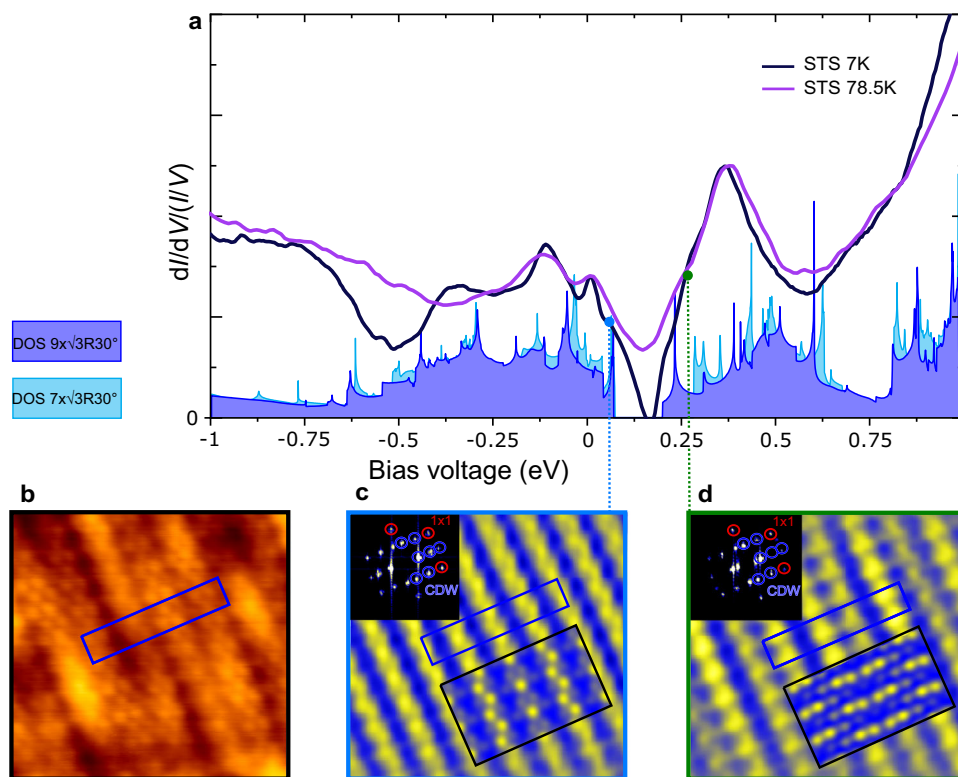 a
STS 7K
STS 78.5K
dI/dV/(I/V)
DOS 9x√3R30°
DOS 7x√3R30°
0
-1 -0.75 -0.5 -0.25 0 0.25 0.5 0.75
Bias voltage (eV)
b
c
d
1x1
CDW
1x1
CDW